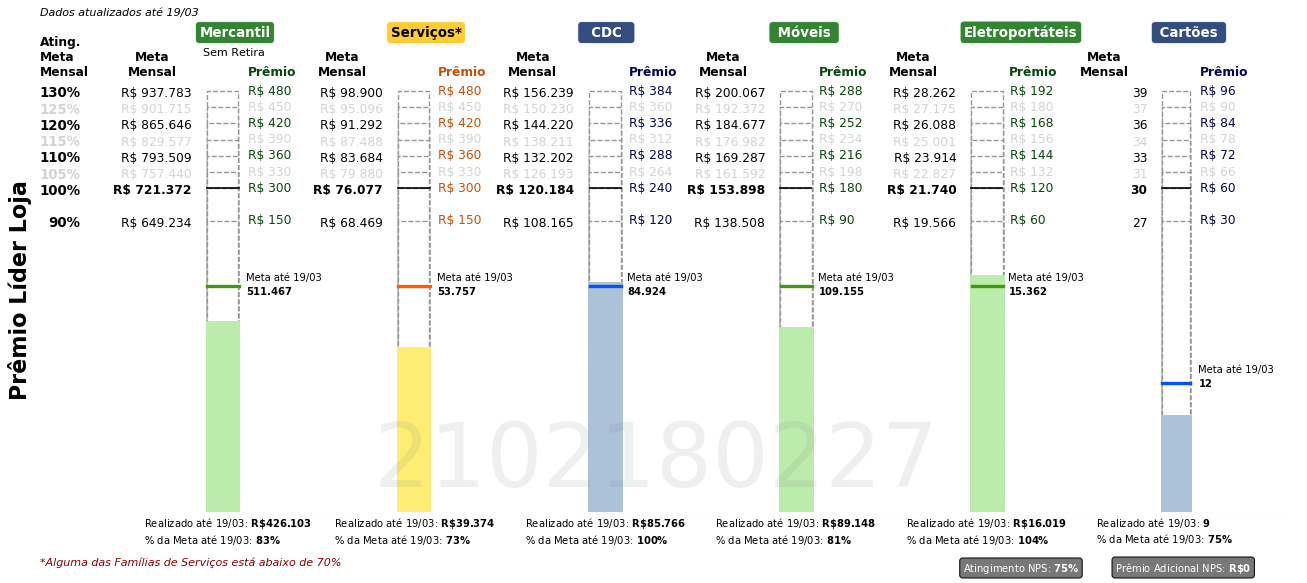 Dados atualizados até 19/03
Mercantil Serviços* CDC Móveis Eletroportáteis Cartões
Sem Retira
Ating. Meta Mensal Meta Mensal Prêmio Meta Mensal Prêmio Meta Mensal Prêmio Meta Mensal Prêmio Meta Mensal Prêmio Meta Mensal Prêmio
130% R$ 937.783 R$ 480 R$ 98.900 R$ 480 R$ 156.239 R$ 384 R$ 200.067 R$ 288 R$ 28.262 R$ 192 39 R$ 96
125% R$ 901.715 R$ 450 R$ 95.096 R$ 450 R$ 150.230 R$ 360 R$ 192.372 R$ 270 R$ 27.175 R$ 180 37 R$ 90
120% R$ 865.646 R$ 420 R$ 91.292 R$ 420 R$ 144.220 R$ 336 R$ 184.677 R$ 252 R$ 26.088 R$ 168 36 R$ 84
115% R$ 829.577 R$ 390 R$ 87.488 R$ 390 R$ 138.211 R$ 312 R$ 176.982 R$ 234 R$ 25.001 R$ 156 34 R$ 78
110% R$ 793.509 R$ 360 R$ 83.684 R$ 360 R$ 132.202 R$ 288 R$ 169.287 R$ 216 R$ 23.914 R$ 144 33 R$ 72
105% R$ 757.440 R$ 330 R$ 79.880 R$ 330 R$ 126.193 R$ 264 R$ 161.592 R$ 198 R$ 22.827 R$ 132 31 R$ 66
100% R$ 721.372 R$ 300 R$ 76.077 R$ 300 R$ 120.184 R$ 240 R$ 153.898 R$ 180 R$ 21.740 R$ 120 30 R$ 60
90% R$ 649.234 R$ 150 R$ 68.469 R$ 150 R$ 108.165 R$ 120 R$ 138.508 R$ 90 R$ 19.566 R$ 60 27 R$ 30
Prêmio Líder Loja
Meta até 19/03 Meta até 19/03 Meta até 19/03 Meta até 19/03 Meta até 19/03
511.467 53.757 84.924 109.155 15.362
Meta até 19/03
12
2102180227
Realizado até 19/03: R$426.103 Realizado até 19/03: R$39.374 Realizado até 19/03: R$85.766 Realizado até 19/03: R$89.148 Realizado até 19/03: R$16.019 Realizado até 19/03: 9
% da Meta até 19/03: 83% % da Meta até 19/03: 73% % da Meta até 19/03: 100% % da Meta até 19/03: 81% % da Meta até 19/03: 104% % da Meta até 19/03: 75%
*Alguma das Famílias de Serviços está abaixo de 70%
Atingimento NPS: 75% Prêmio Adicional NPS: R$0